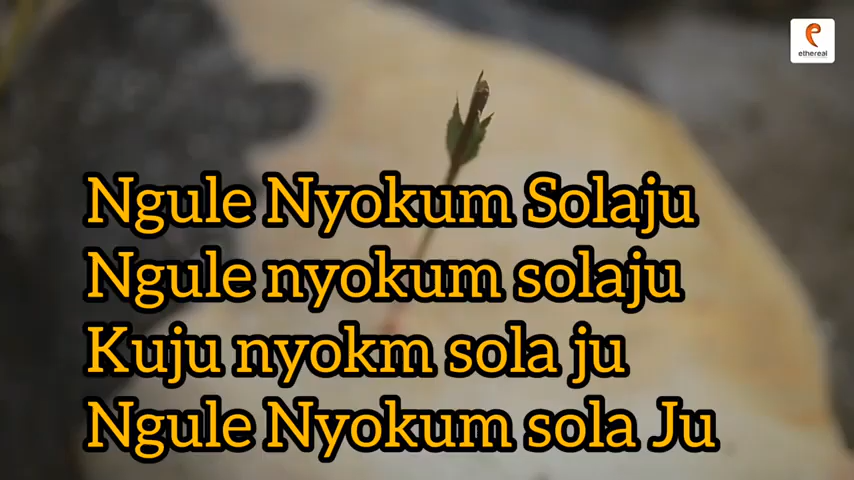 ethereal
Ngule Nyokum Solaju
Ngule nyokum solaju
Kuju nyokm sola ju
Ngule Nyokum sola Ju